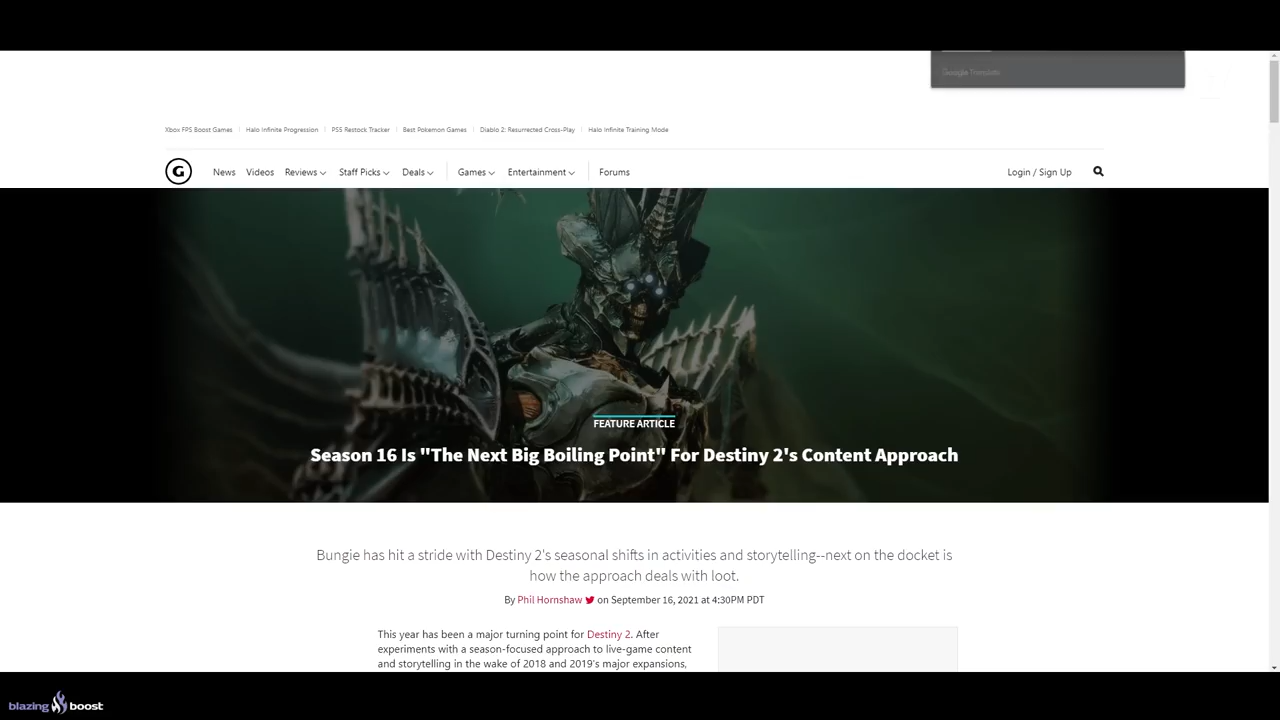 Google Translate
Xbox FPS Boost Games
Halo Infinite Progression
PS5 Restock Tracker
Best Pokemon Games
Diablo 2: Resurrected Cross-Play
Halo Infinite Training Mode
G
News
Videos
Reviews
Staff Picks
Deals
Games
Entertainment
Forums
Login / Sign Up
FEATURE ARTICLE
Season 16 Is "The Next Big Boiling Point" For Destiny 2's Content Approach
Bungie has hit a stride with Destiny 2's seasonal shifts in activities and storytelling--next on the docket is
how the approach deals with loot.
By Phil Hornshaw on September 16, 2021 at 4:30PM PDT
This year has been a major turning point for Destiny 2. After
experiments with a season-focused approach to live-game content
and storytelling in the wake of 2018 and 2019's major expansions,
blazing boost